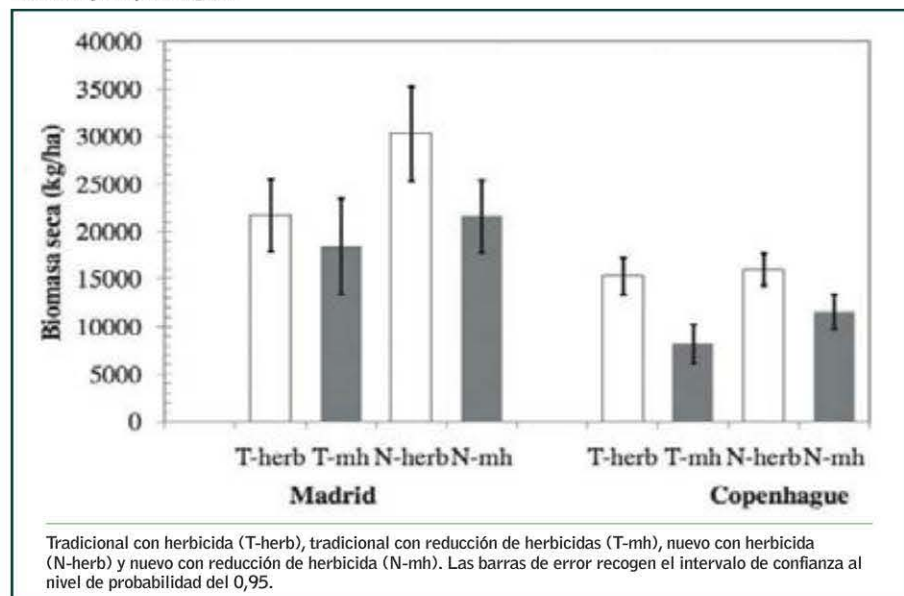 40000
35000
30000
25000
20000
15000
10000
5000
0
Biomasa seca (kg/ha)
T-herb T-mh N-herb N-mh T-herb T-mh N-herb N-mh
Madrid Copenhague
Tradicional con herbicida (T-herb), tradicional con reducción de herbicidas (T-mh), nuevo con herbicida
(N-herb) y nuevo con reducción de herbicida (N-mh). Las barras de error recogen el intervalo de confianza al
nivel de probabilidad del 0,95.